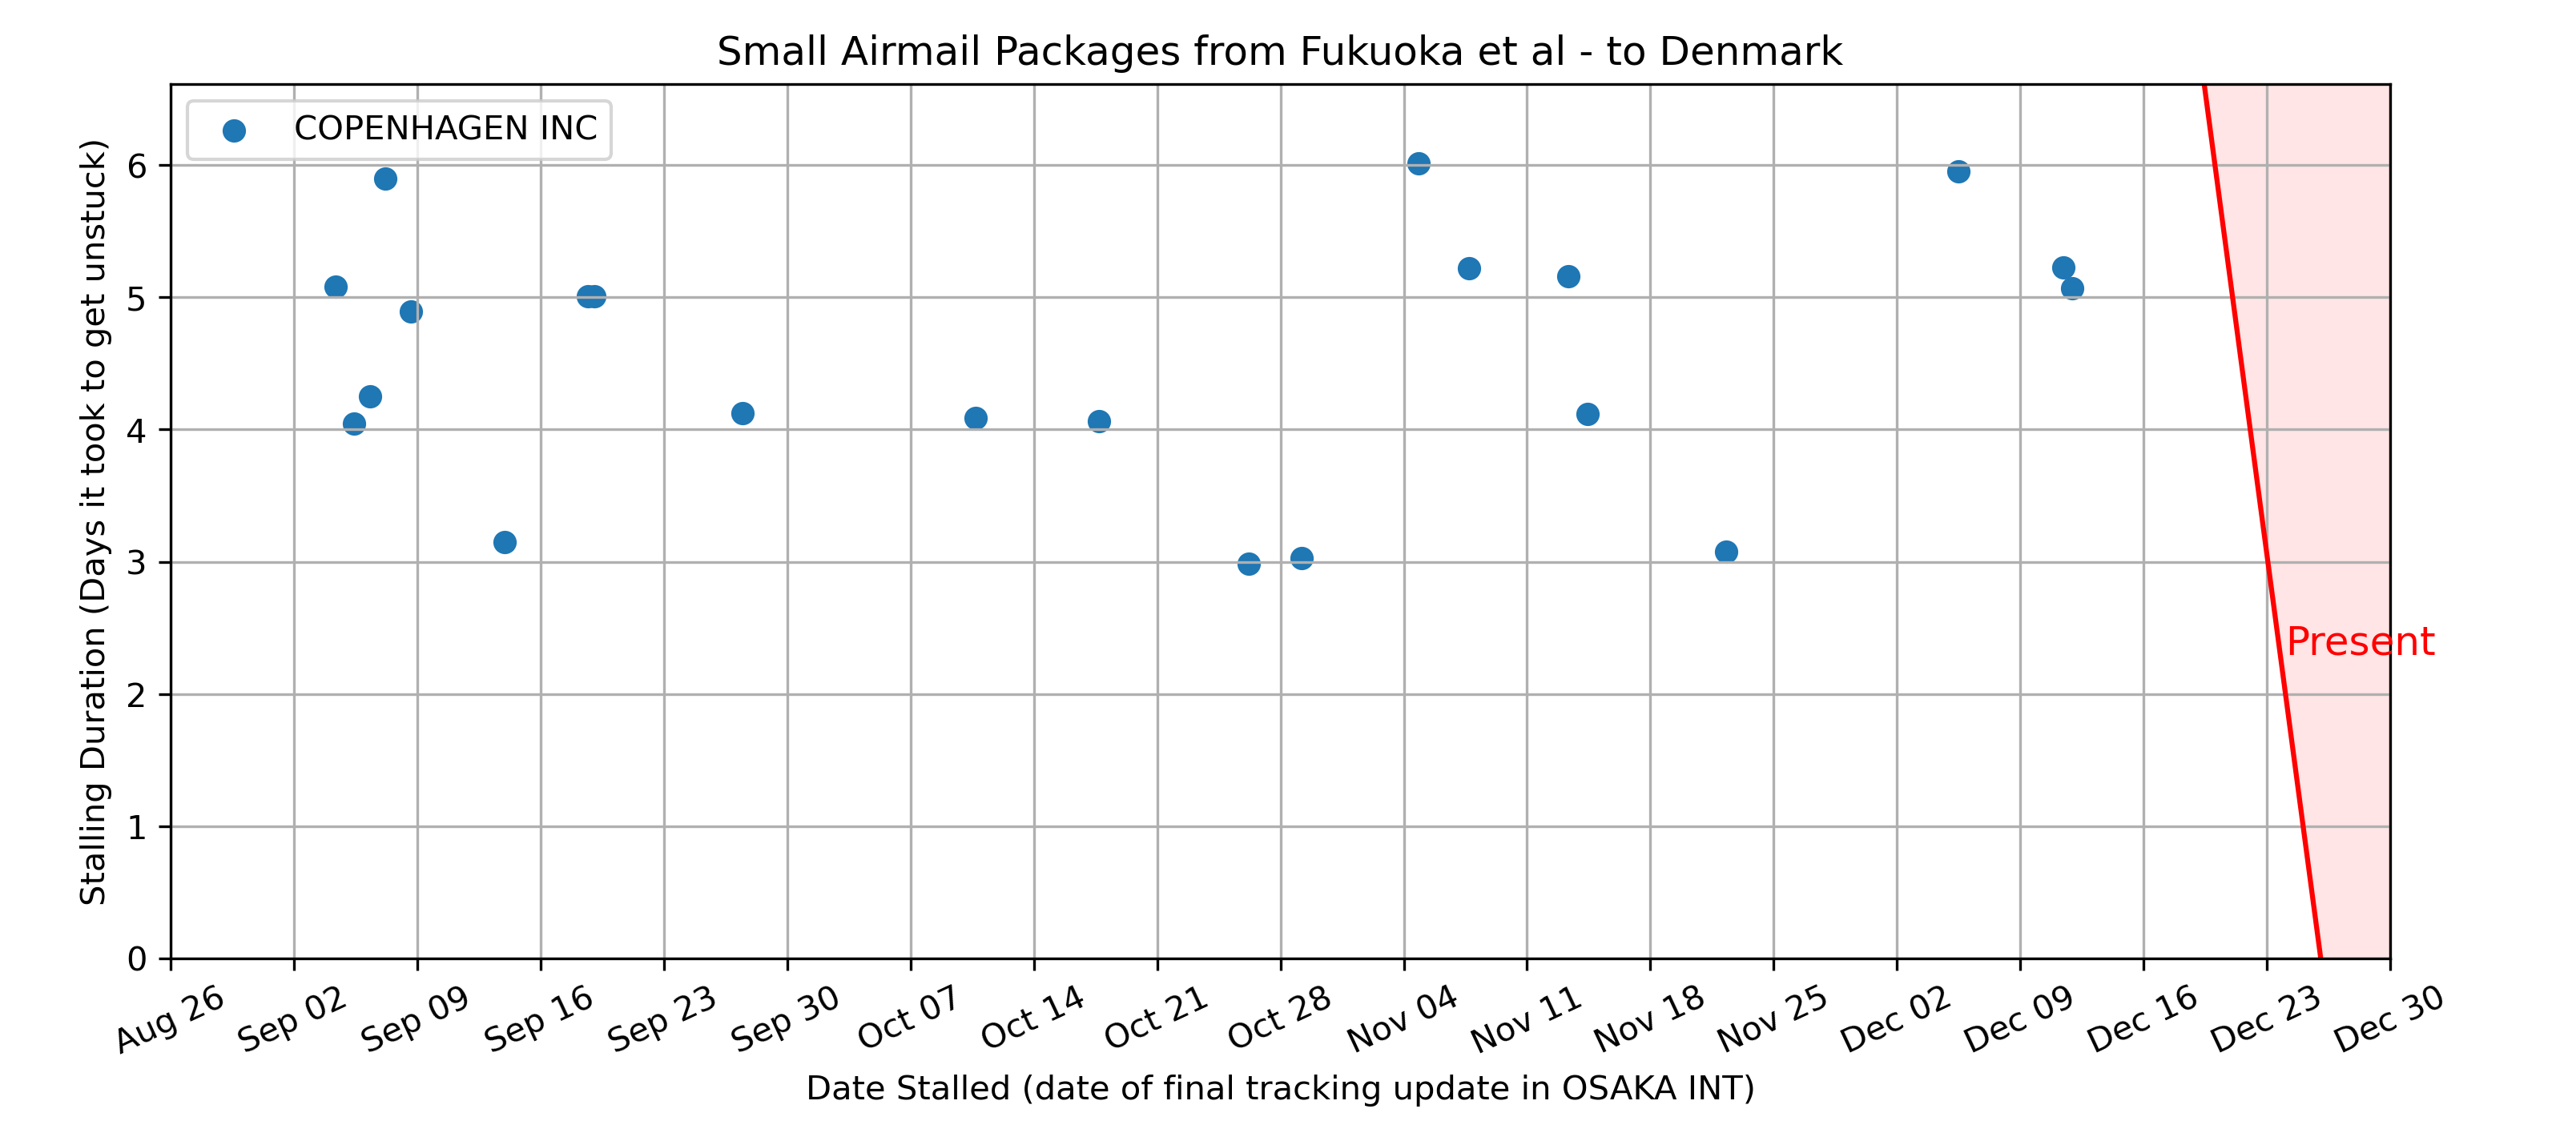 Small Airmail Packages from Fukuoka et al - to Denmark
COPENHAGEN INC
Stalling Duration (Days it took to get unstuck)
6
5
4
3
2
1
0
Present
Aug 26
Sep 02
Sep 09
Sep 16
Sep 23
Sep 30
Oct 07
Oct 14
Oct 21
Oct 28
Nov 04
Nov 11
Nov 18
Nov 25
Dec 02
Dec 09
Dec 16
Dec 23
Dec 30
Date Stalled (date of final tracking update in OSAKA INT)